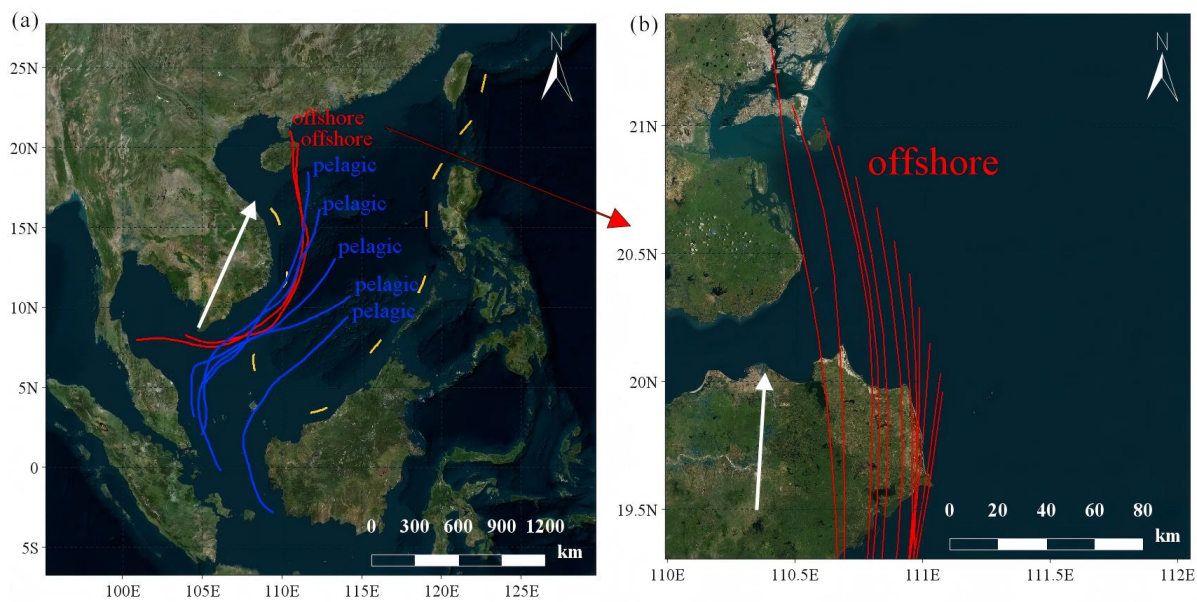 (a)
N
25N
20N
15N
10N
5N
0
5S
offshore
offshore
pelagic
pelagic
pelagic
pelagic
pelagic
0 300 600 900 1200
km
100E 105E 110E 115E 120E 125E
(b)
N
21N
20.5N
20N
19.5N
offshore
0 20 40 60 80
km
110E 110.5E 111E 111.5E 112E